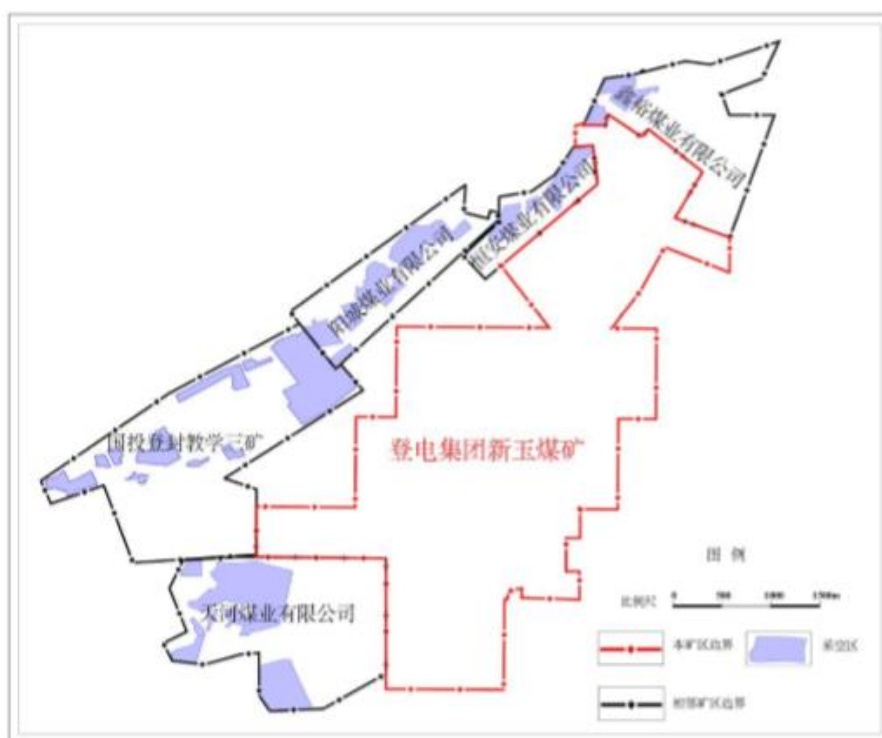 鑫裕煤业有限公司
恒安煤业有限公司
阳城煤业有限公司
国投登封教学三矿
登电集团新玉煤矿
天河煤业有限公司
图 例
比例尺 0 500 1000 1500m
本矿区边界
采空区
相邻矿区边界